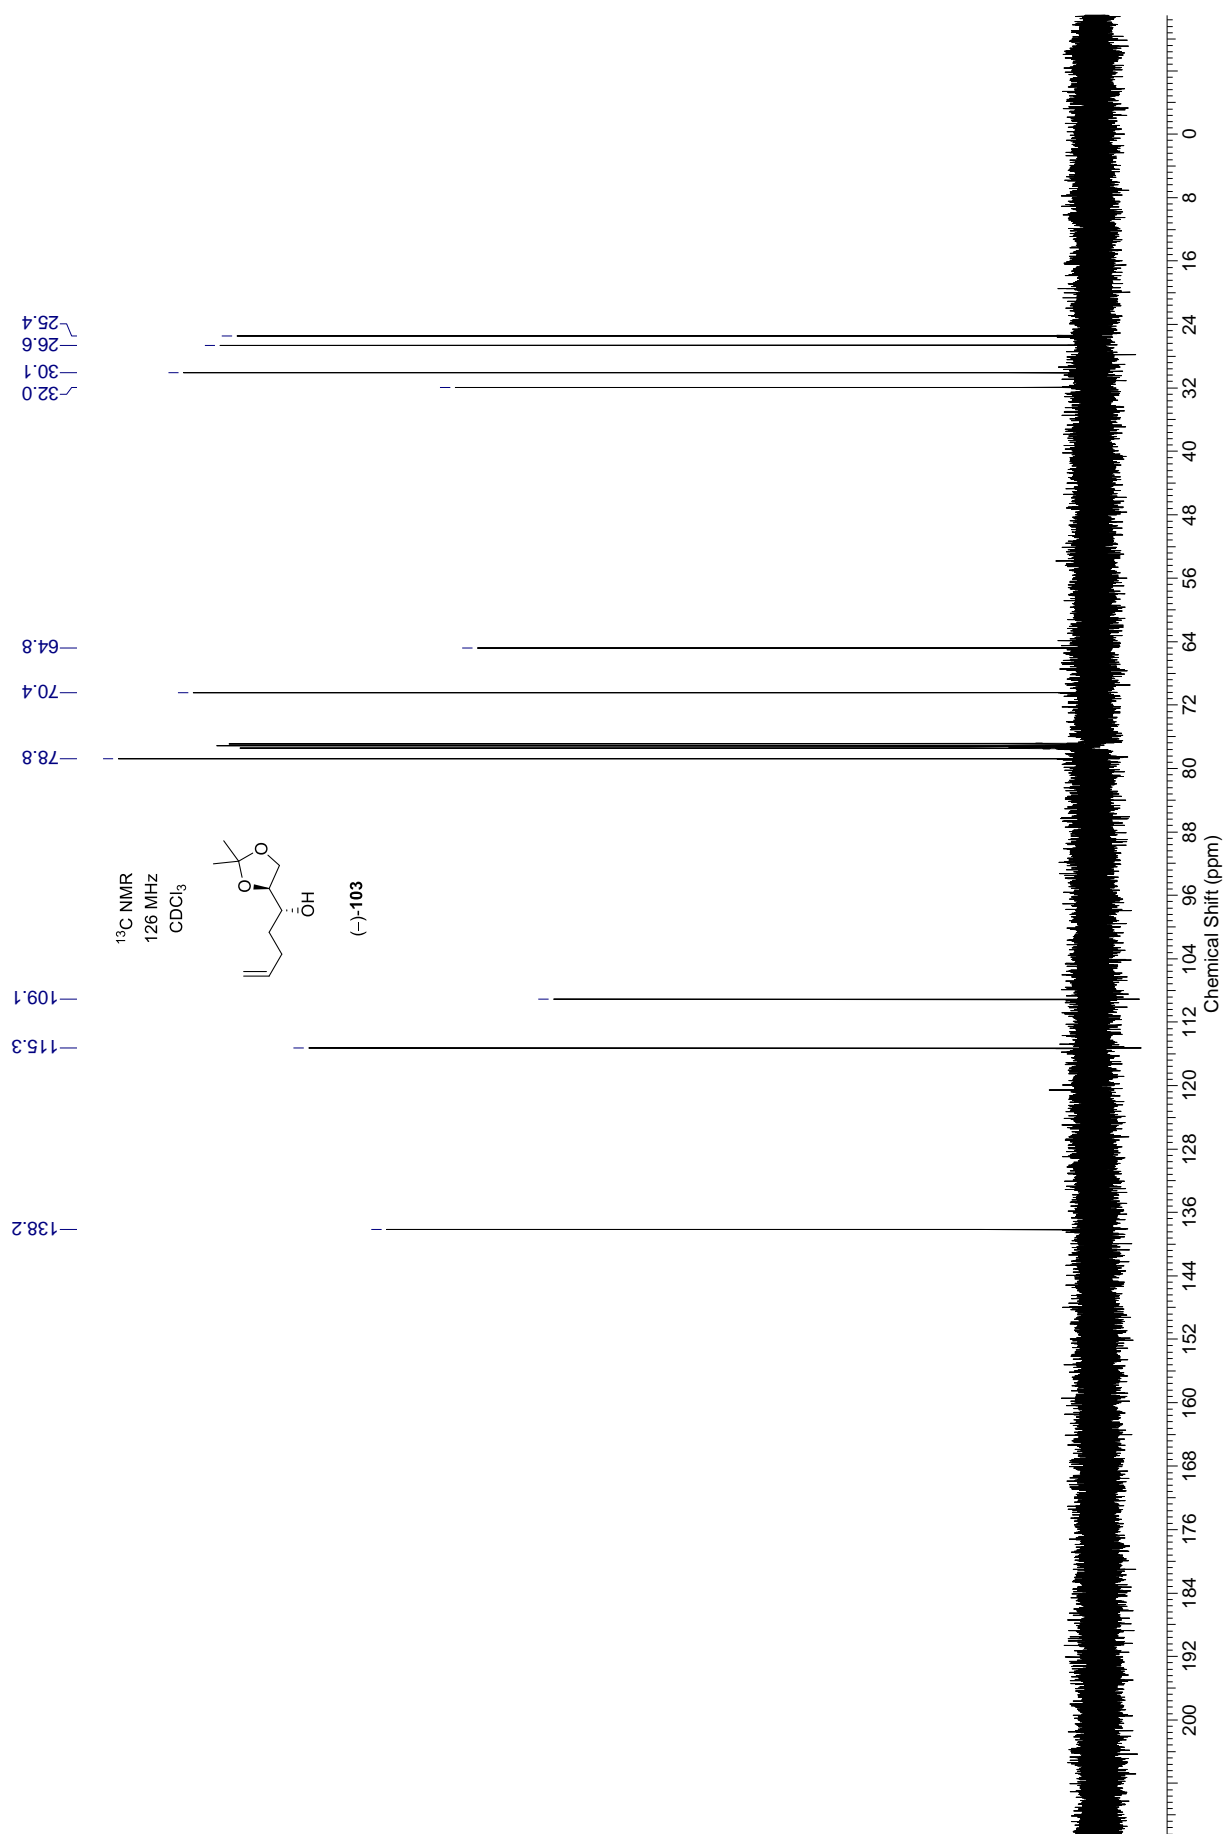 138.2
115.3
109.1
78.8
70.4
64.8
32.0
30.1
26.6
25.4
¹³C NMR
126 MHz
CDCl₃
O
O
OH
(–)-103
200 192 184 176 168 160 152 144 136 128 120 112 104 96 88 80 72 64 56 48 40 32 24 16 8 0
Chemical Shift (ppm)